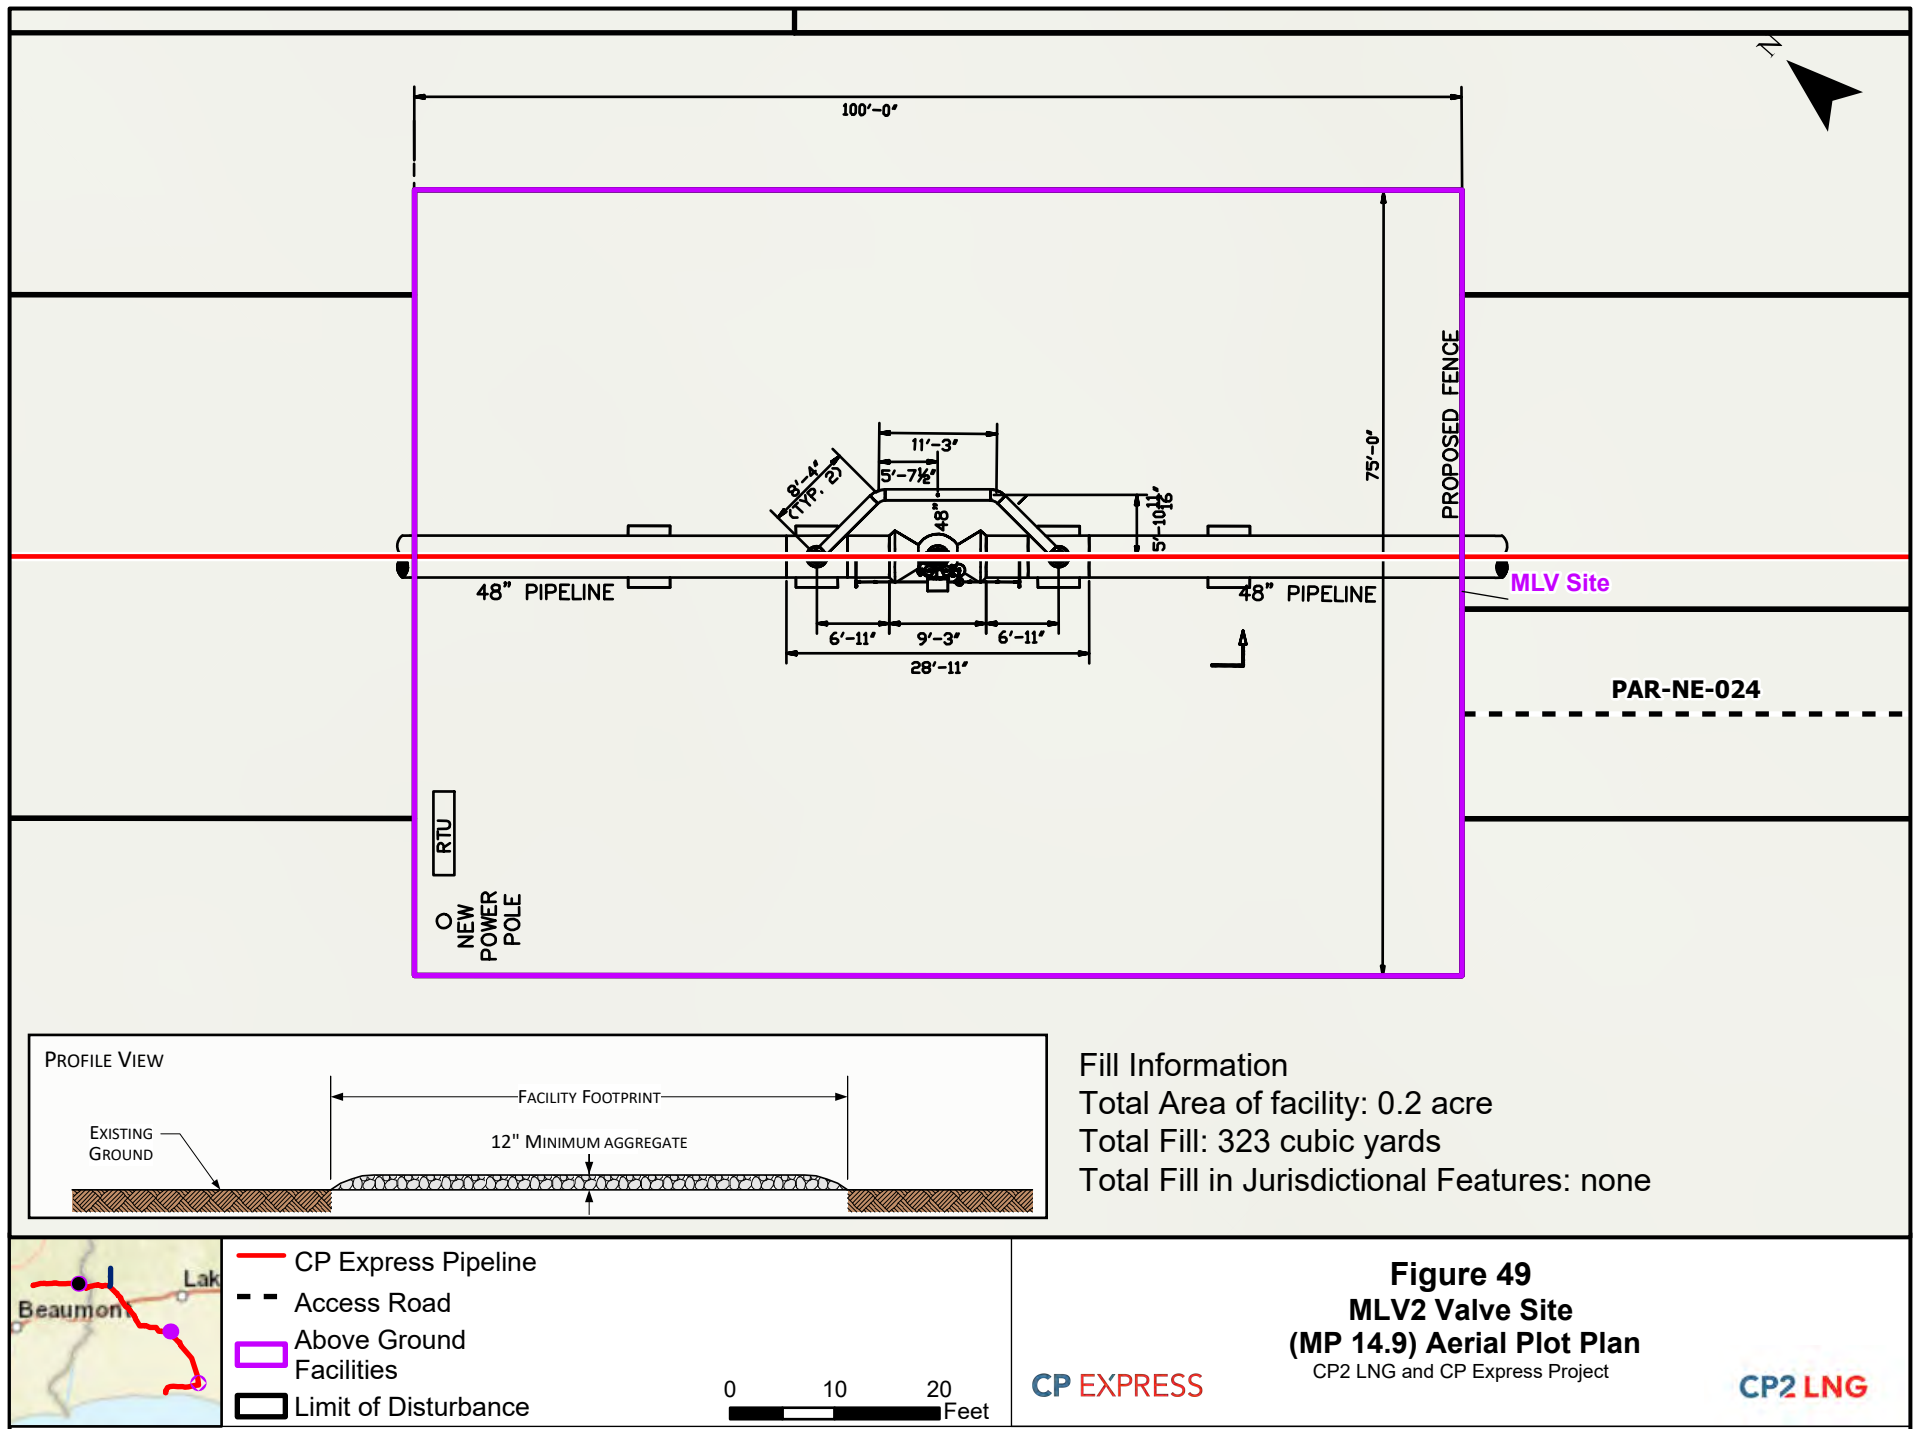 N
100'-0"
PROPOSED FENCE
75'-0"
11'-3"
5'-7½"
8'-4"
(TYP. 2)
48"
5'-10 11/16"
48" PIPELINE
48" PIPELINE
MLV Site
6'-11"
9'-3"
6'-11"
28'-11"
PAR-NE-024
RTU
NEW
POWER
POLE
PROFILE VIEW
FACILITY FOOTPRINT
EXISTING
GROUND
12" MINIMUM AGGREGATE
Fill Information
Total Area of facility: 0.2 acre
Total Fill: 323 cubic yards
Total Fill in Jurisdictional Features: none
Lak
Beaumont
CP Express Pipeline
Access Road
Above Ground
Facilities
Limit of Disturbance
0 10 20
Feet
CP EXPRESS
Figure 49
MLV2 Valve Site
(MP 14.9) Aerial Plot Plan
CP2 LNG and CP Express Project
CP2 LNG